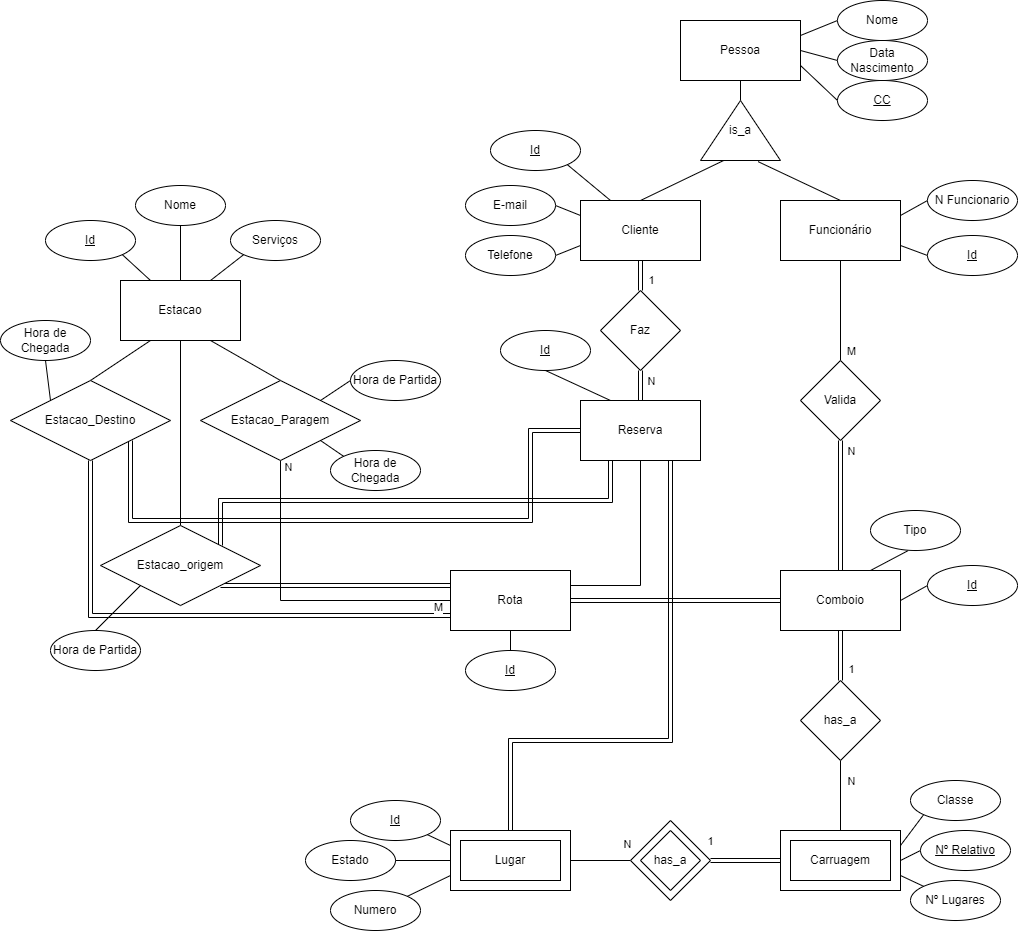 Nome
Pessoa
Data
Nascimento
CC
is_a
Id
E-mail
Cliente
Telefone
N Funcionario
Funcionário
Id
Nome
Id
Serviços
Estacao
1
Faz
N
Id
Reserva
Hora de
Chegada
Hora de Partida
Estacao_Destino
Estacao_Paragem
Hora de
Chegada
N
M
Valida
N
Estacao_origem
Hora de Partida
Rota
M
Id
Tipo
Comboio
Id
1
has_a
N
Id
Estado
Numero
Lugar
N
has_a
1
Carruagem
Classe
Nº Relativo
Nº Lugares